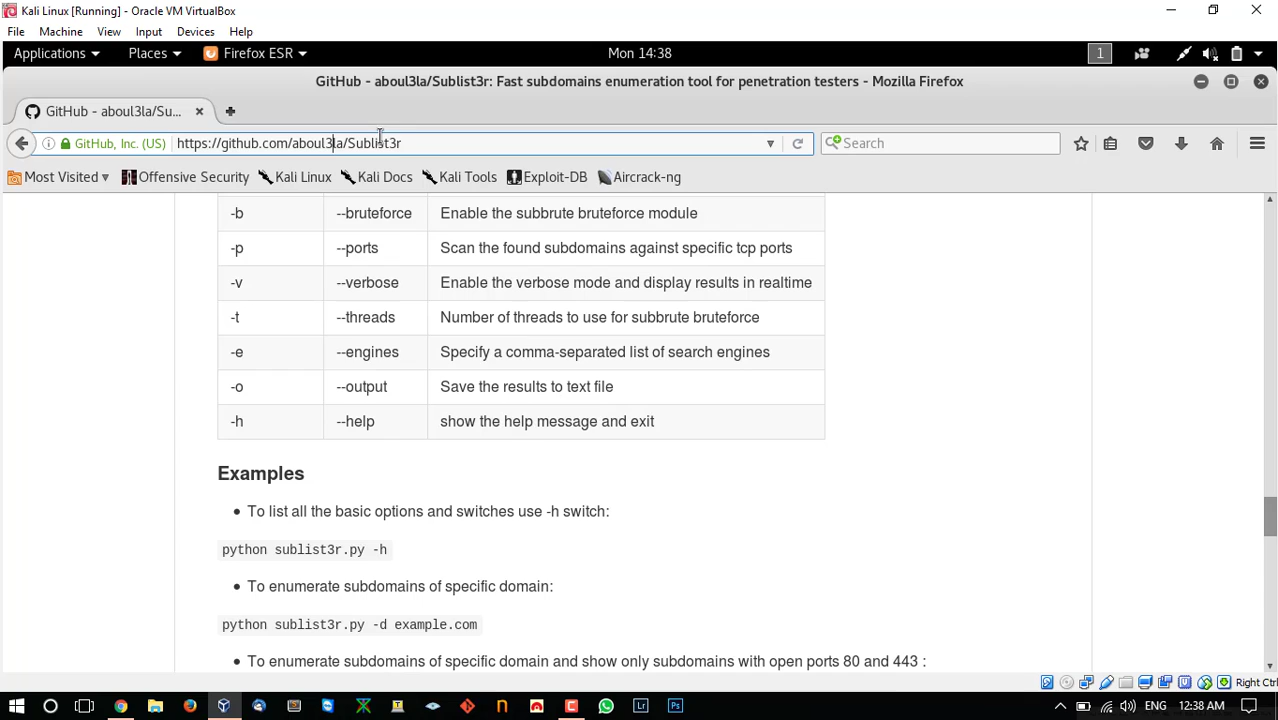 Kali Linux [Running] - Oracle VM VirtualBox
File Machine View Input Devices Help
Applications Places Firefox ESR Mon 14:38 1
GitHub - aboul3la/Sublist3r: Fast subdomains enumeration tool for penetration testers - Mozilla Firefox
GitHub - aboul3la/Su...
GitHub, Inc. (US) https://github.com/aboul3la/Sublist3r Search
Most Visited Offensive Security Kali Linux Kali Docs Kali Tools Exploit-DB Aircrack-ng
-b --bruteforce Enable the subbrute bruteforce module
-p --ports Scan the found subdomains against specific tcp ports
-v --verbose Enable the verbose mode and display results in realtime
-t --threads Number of threads to use for subbrute bruteforce
-e --engines Specify a comma-separated list of search engines
-o --output Save the results to text file
-h --help show the help message and exit
Examples
• To list all the basic options and switches use -h switch:
python sublist3r.py -h
• To enumerate subdomains of specific domain:
python sublist3r.py -d example.com
• To enumerate subdomains of specific domain and show only subdomains with open ports 80 and 443 :
Right Ctrl
ENG 12:38 AM